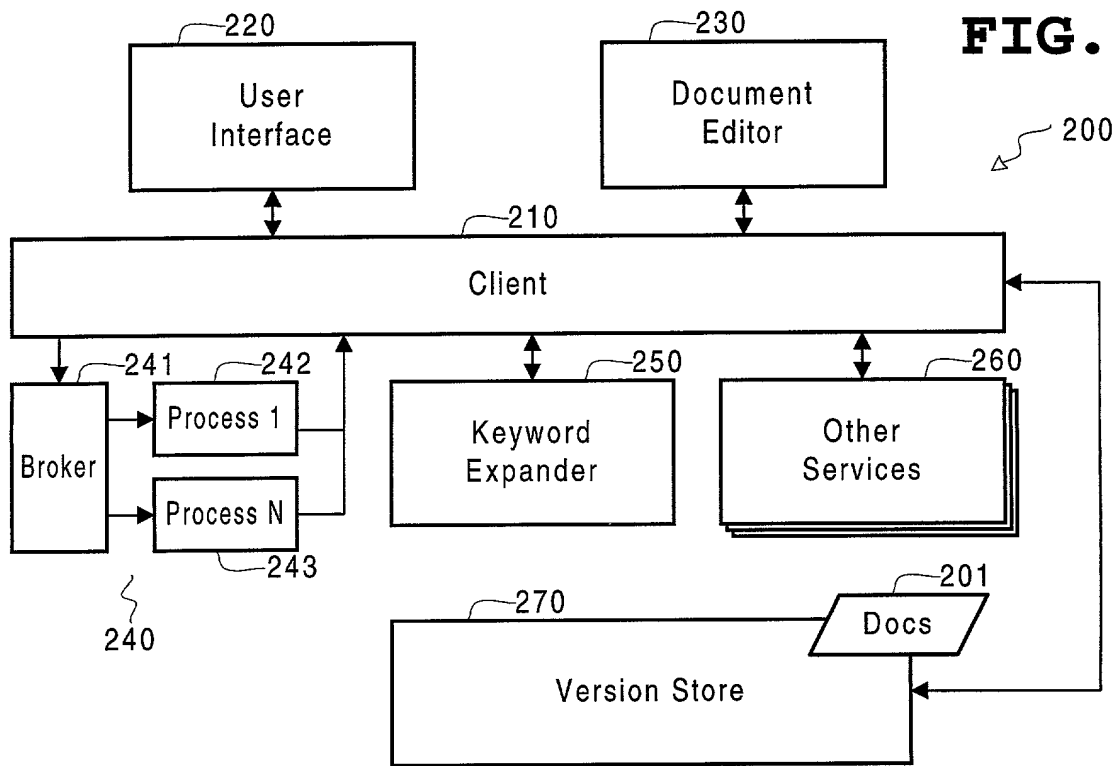 220
230
FIG.
User
Interface
Document
Editor
200
210
Client
241
242
250
260
Broker
Process 1
Process N
Keyword
Expander
Other
Services
243
240
270
201
Docs
Version Store